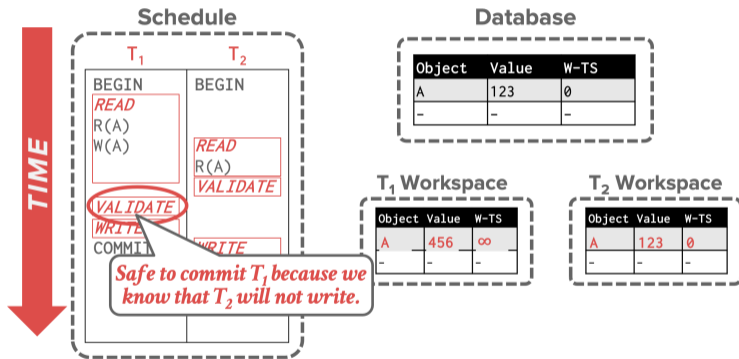 Schedule
Database
TIME
T1
T2
BEGIN
BEGIN
READ
R(A)
W(A)
READ
R(A)
VALIDATE
VALIDATE
WRITE
COMMIT
WRITE
Safe to commit T1 because we
know that T2 will not write.
Object Value W-TS
A 123 0
- - -
T1 Workspace
Object Value W-TS
A 456 ∞
- - -
T2 Workspace
Object Value W-TS
A 123 0
- - -